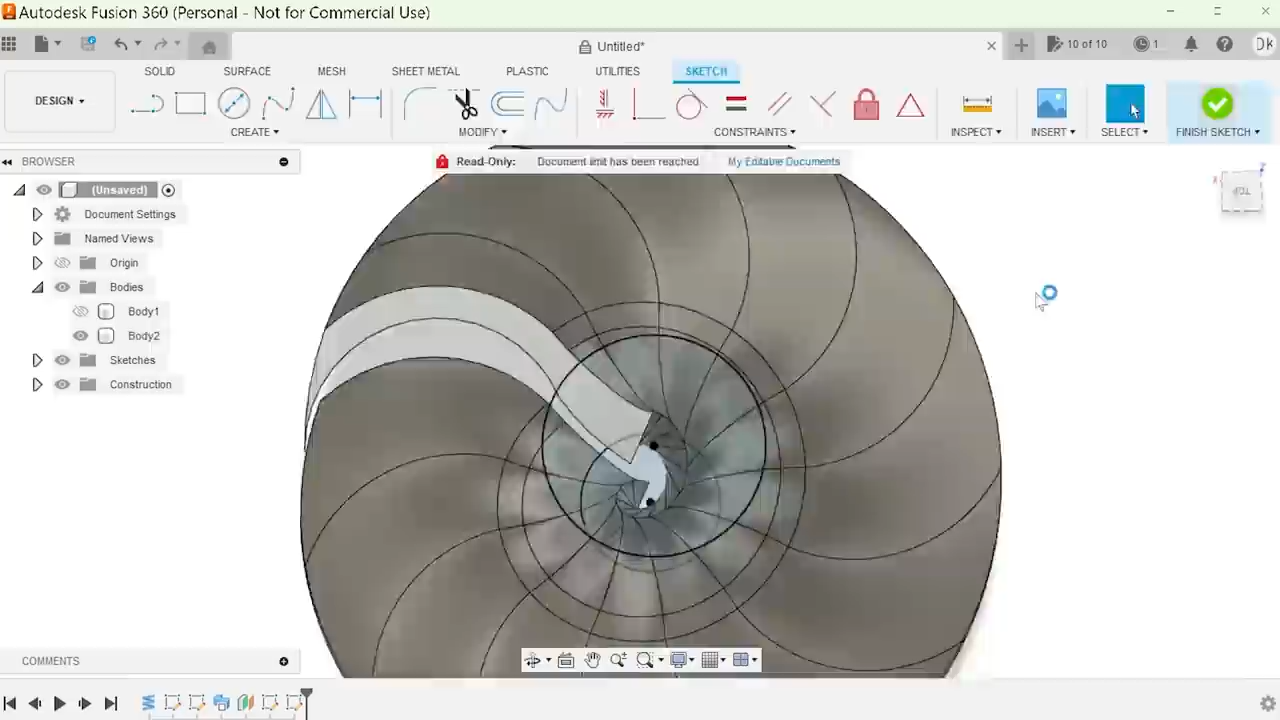 Autodesk Fusion 360 (Personal - Not for Commercial Use)
Untitled*
10 of 10
1
DK
DESIGN
SOLID
SURFACE
MESH
SHEET METAL
PLASTIC
UTILITIES
SKETCH
CREATE
MODIFY
CONSTRAINTS
INSPECT
INSERT
SELECT
FINISH SKETCH
BROWSER
Read-Only:
Document limit has been reached
My Editable Documents
(Unsaved)
Document Settings
Named Views
Origin
Bodies
Body1
Body2
Sketches
Construction
COMMENTS